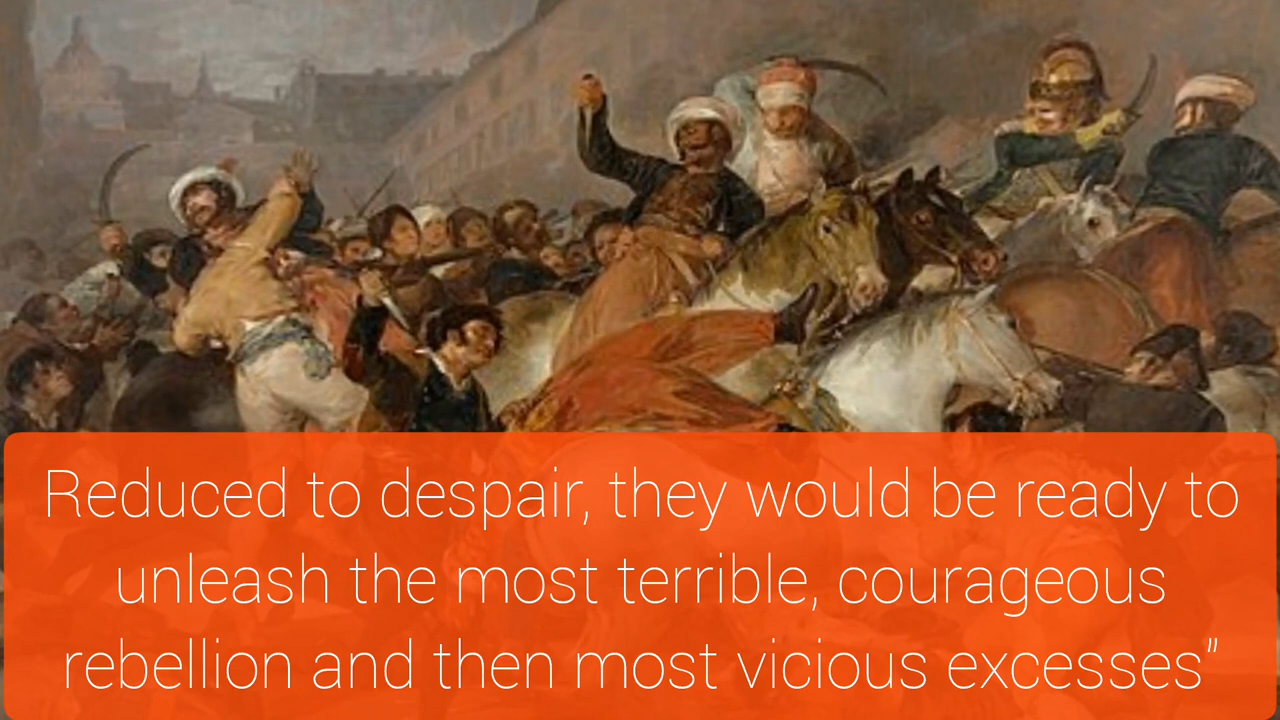 Reduced to despair, they would be ready to
unleash the most terrible, courageous
rebellion and then most vicious excesses”